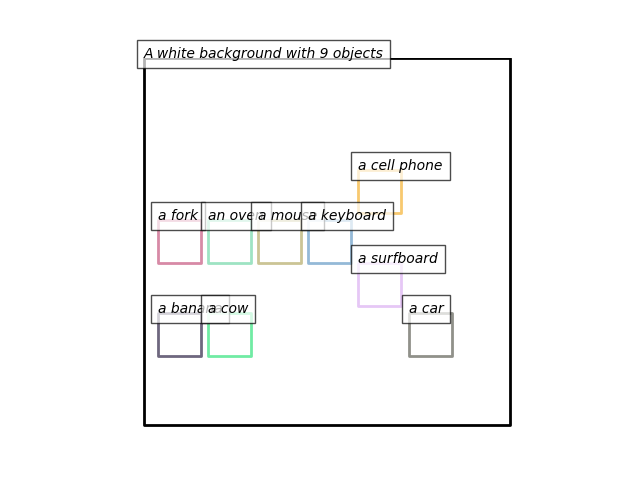 A white background with 9 objects
a cell phone
a fork
an oven
a mouse
a keyboard
a surfboard
a banana
a cow
a car